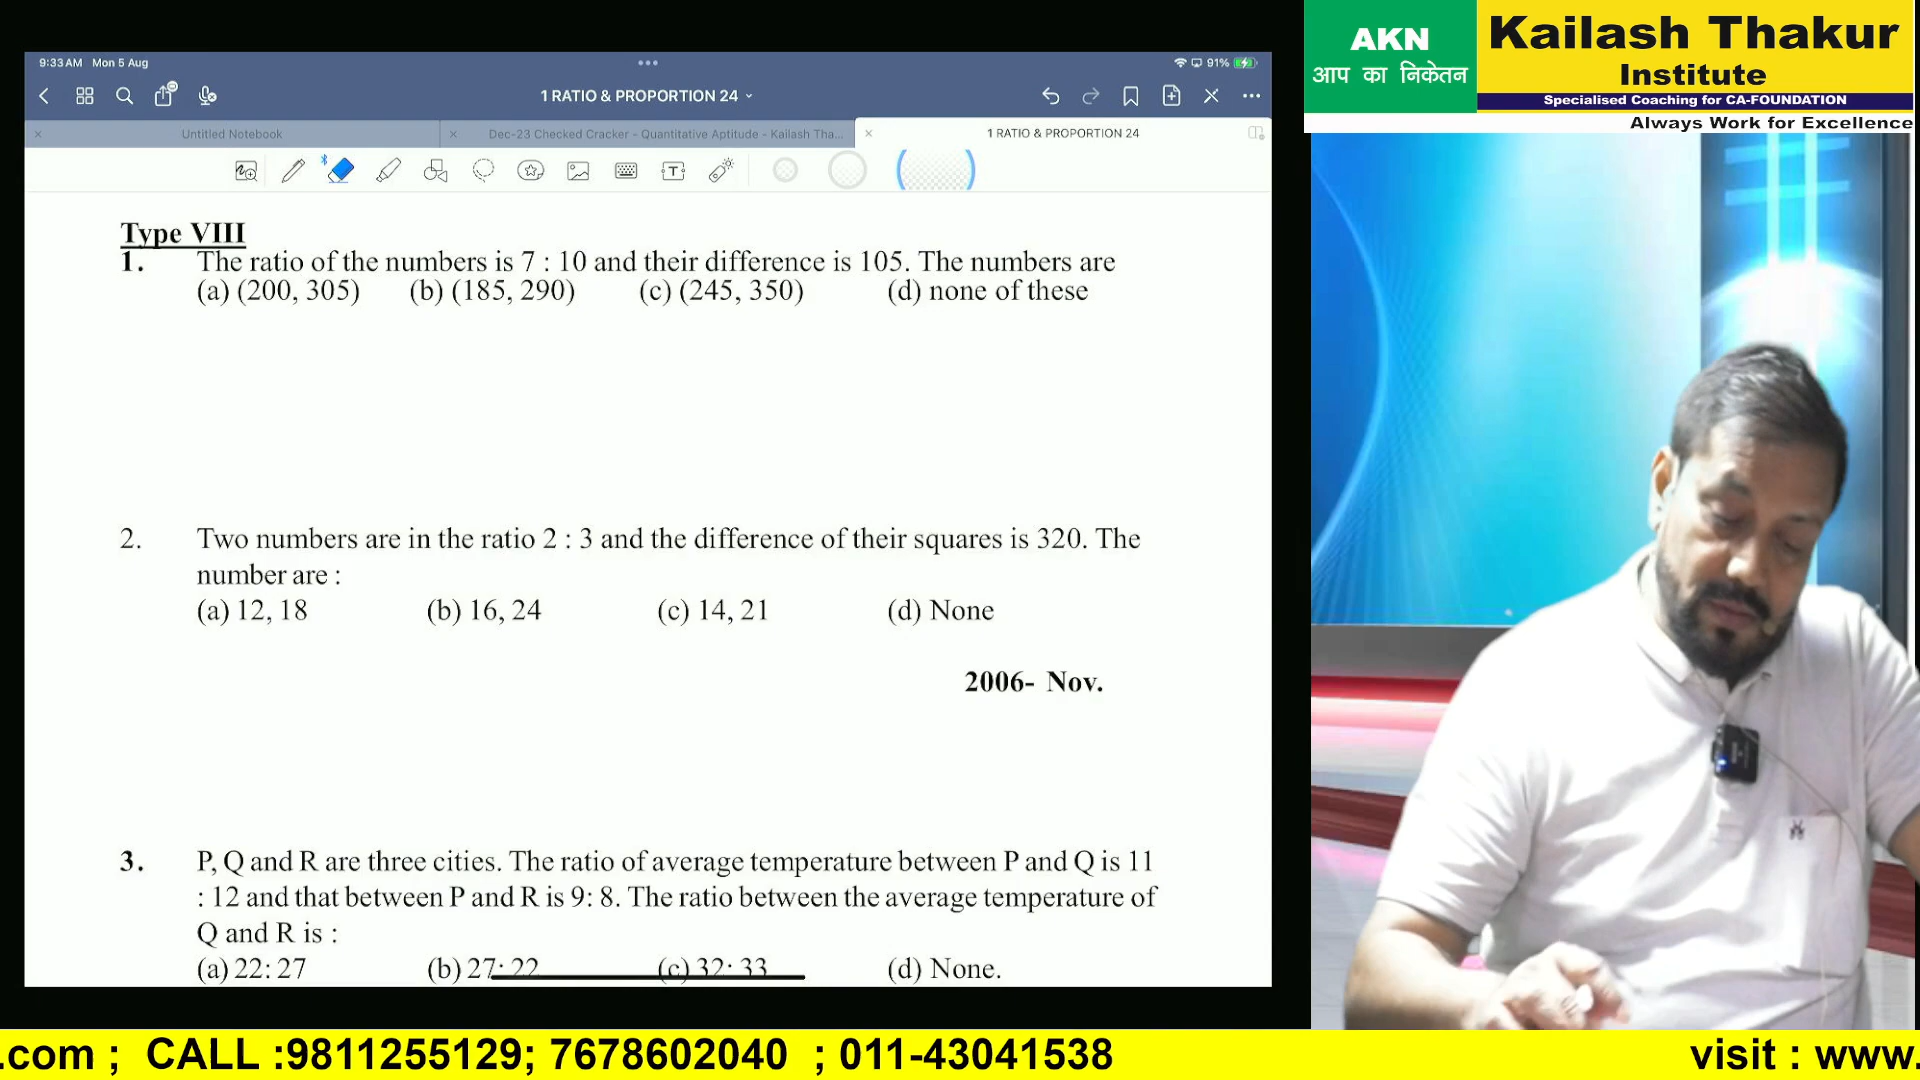 AKN
आप का निकेतन
Kailash Thakur
Institute
Specialised Coaching for CA-FOUNDATION
Always Work for Excellence
9:33 AM Mon 5 Aug
91%
1 RATIO & PROPORTION 24
Untitled Notebook
Dec-23 Checked Cracker - Quantitative Aptitude - Kailash Tha...
1 RATIO & PROPORTION 24
Type VIII
1. The ratio of the numbers is 7 : 10 and their difference is 105. The numbers are
(a) (200, 305) (b) (185, 290) (c) (245, 350) (d) none of these
2. Two numbers are in the ratio 2 : 3 and the difference of their squares is 320. The
number are :
(a) 12, 18 (b) 16, 24 (c) 14, 21 (d) None
2006- Nov.
3. P, Q and R are three cities. The ratio of average temperature between P and Q is 11
: 12 and that between P and R is 9: 8. The ratio between the average temperature of
Q and R is :
(a) 22: 27 (b) 27: 22 (c) 32: 33 (d) None.
.com ; CALL :9811255129; 7678602040 ; 011-43041538 visit : www.